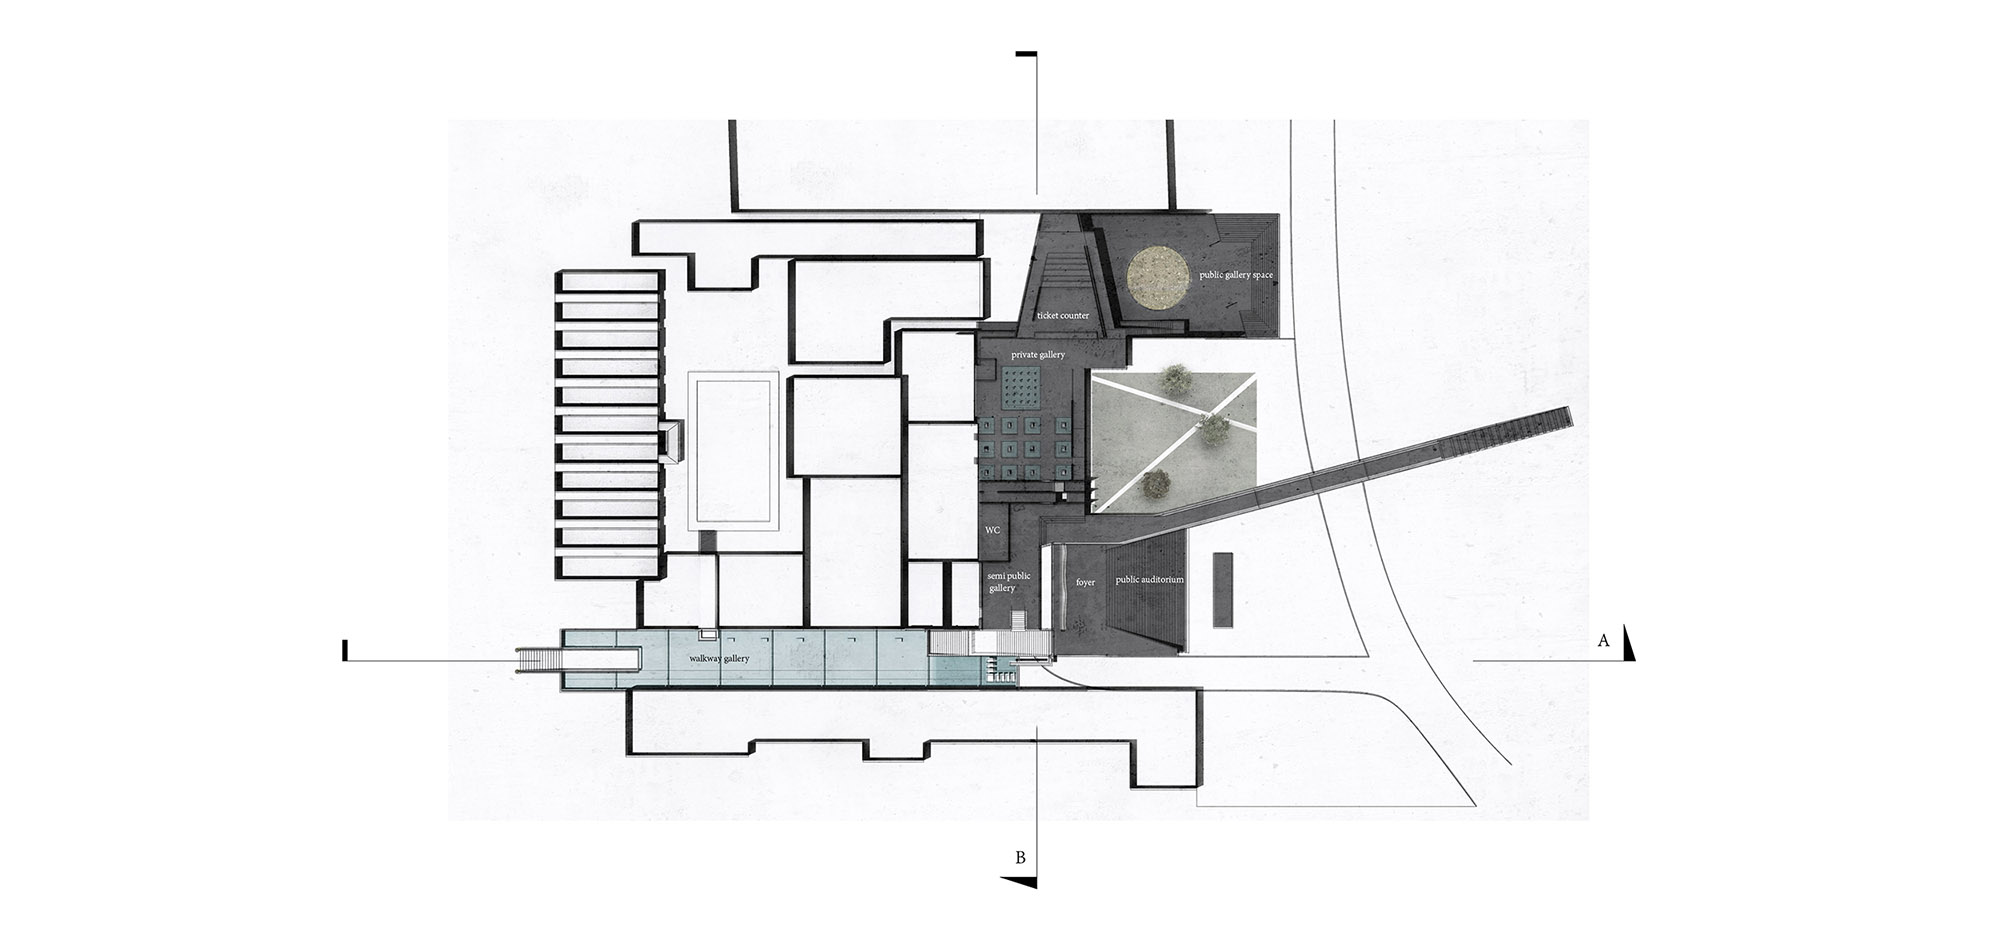 public gallery space
ticket counter
private gallery
WC
semi public
gallery
foyer
public auditorium
walkway gallery
A
B